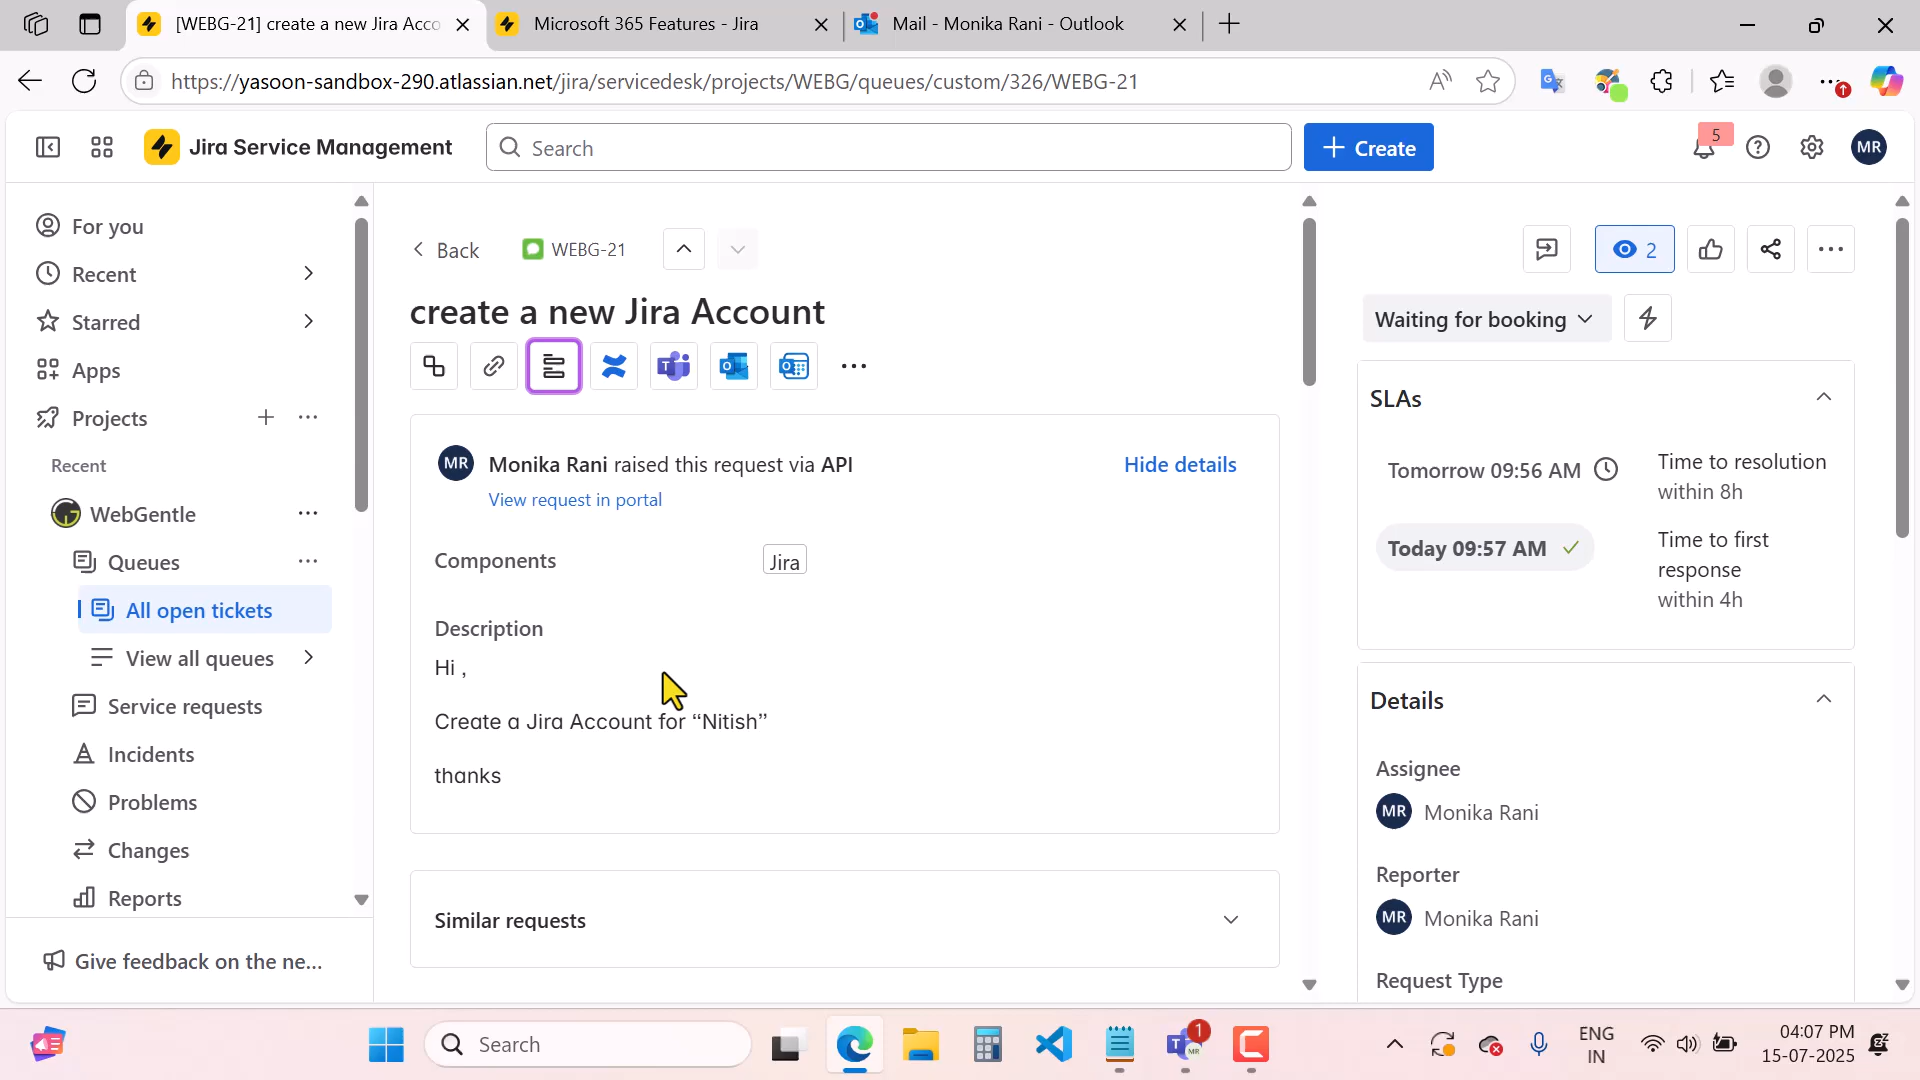 [WEBG-21] create a new Jira Acco
Microsoft 365 Features - Jira
Mail - Monika Rani - Outlook
https://yasoon-sandbox-290.atlassian.net/jira/servicedesk/projects/WEBG/queues/custom/326/WEBG-21
Jira Service Management
Search
Create
5
MR
For you
Recent
Starred
Apps
Projects
Recent
WebGentle
Queues
All open tickets
View all queues
Service requests
Incidents
Problems
Changes
Reports
Give feedback on the ne...
Back
WEBG-21
create a new Jira Account
MR
Monika Rani raised this request via API
Hide details
View request in portal
Components
Jira
Description
Hi ,
Create a Jira Account for “Nitish”
thanks
Similar requests
2
Waiting for booking
SLAs
Tomorrow 09:56 AM
Time to resolution
within 8h
Today 09:57 AM
Time to first
response
within 4h
Details
Assignee
MR
Monika Rani
Reporter
MR
Monika Rani
Request Type
Search
1
ENG
IN
04:07 PM
15-07-2025